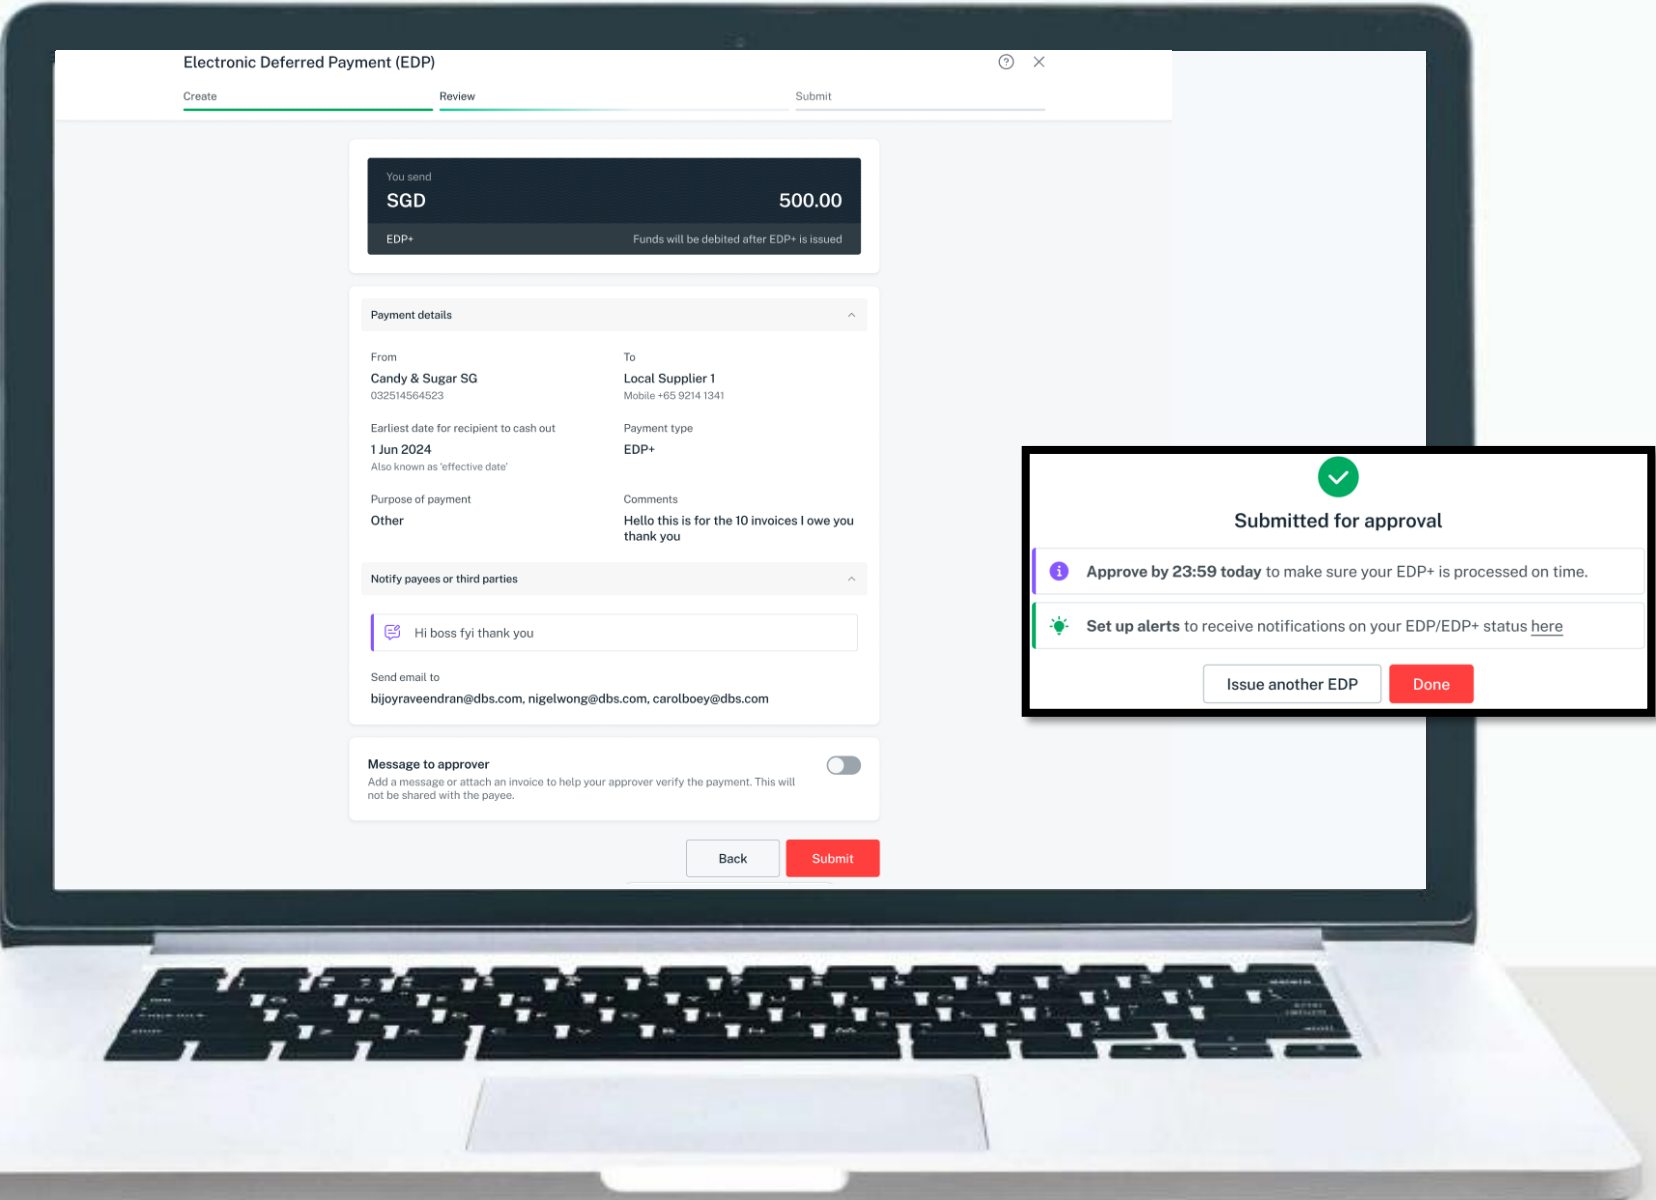 Electronic Deferred Payment (EDP)
Create
Review
Submit
You send
SGD
500.00
EDP+
Funds will be debited after EDP+ is issued
Payment details
From
To
Candy & Sugar SG
Local Supplier 1
032514564523
Mobile +65 9214 1341
Earliest date for recipient to cash out
Payment type
1 Jun 2024
EDP+
Also known as 'effective date'
Purpose of payment
Comments
Other
Hello this is for the 10 invoices I owe you
thank you
Notify payees or third parties
Hi boss fyi thank you
Send email to
bijoyraveendran@dbs.com, nigelwong@dbs.com, carolboey@dbs.com
Message to approver
Add a message or attach an invoice to help your approver verify the payment. This will
not be shared with the payee.
Back
Submit
Submitted for approval
Approve by 23:59 today to make sure your EDP+ is processed on time.
Set up alerts to receive notifications on your EDP/EDP+ status here
Issue another EDP
Done